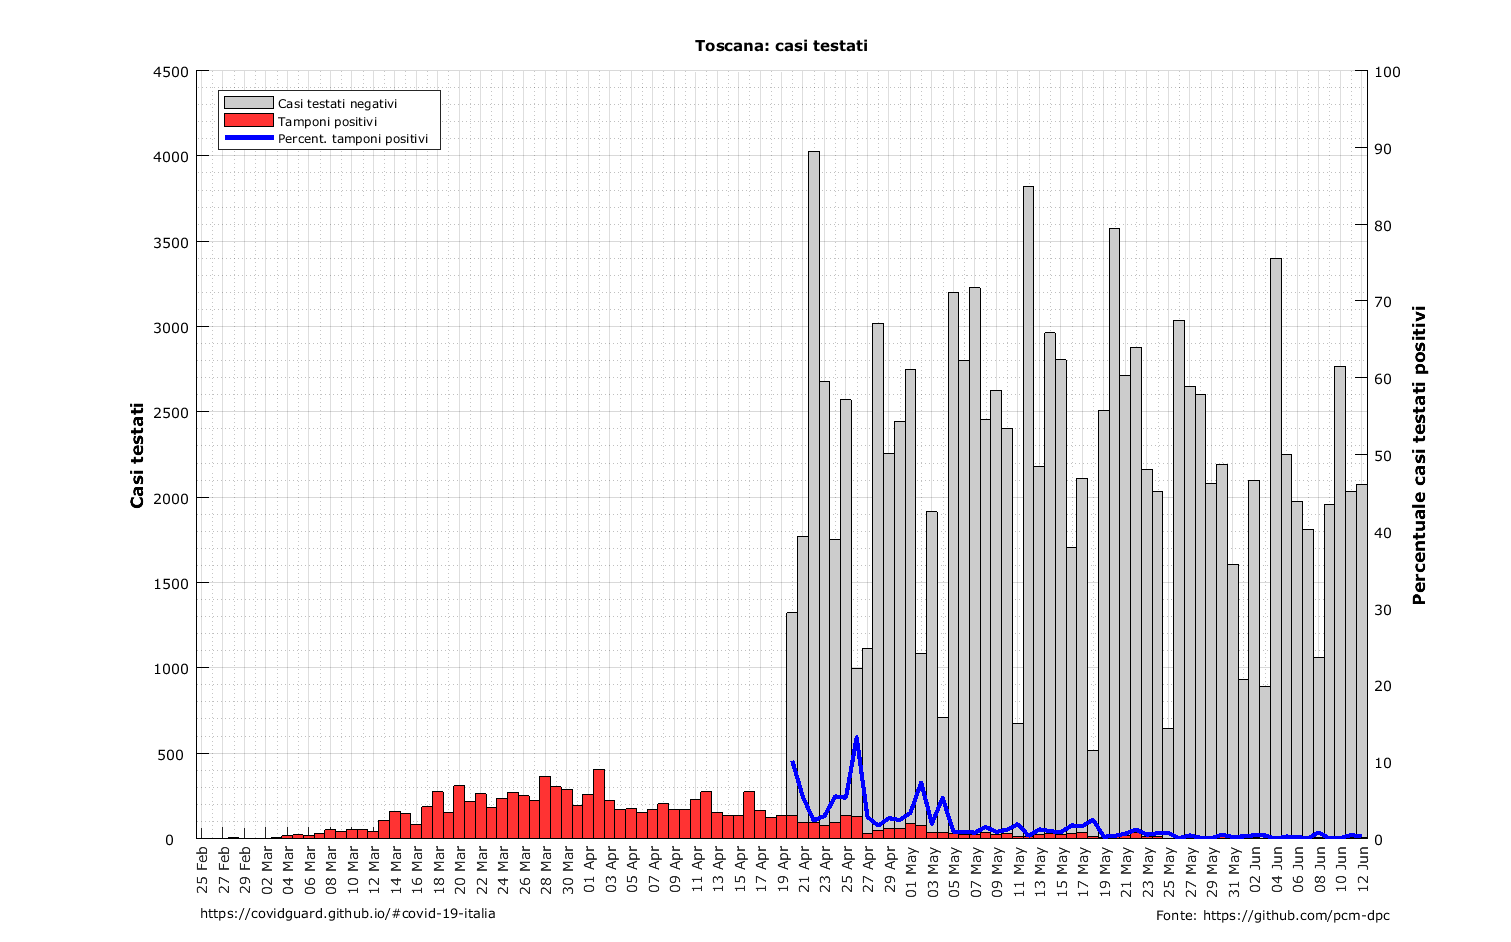 Toscana: casi testati
Casi testati negativi
Tamponi positivi
Percent. tamponi positivi
Casi testati
4500
4000
3500
3000
2500
2000
1500
1000
500
0
100
90
80
70
60
50
40
30
20
10
0
Percentuale casi testati positivi
25 Feb
27 Feb
29 Feb
02 Mar
04 Mar
06 Mar
08 Mar
10 Mar
12 Mar
14 Mar
16 Mar
18 Mar
20 Mar
22 Mar
24 Mar
26 Mar
28 Mar
30 Mar
01 Apr
03 Apr
05 Apr
07 Apr
09 Apr
11 Apr
13 Apr
15 Apr
17 Apr
19 Apr
21 Apr
23 Apr
25 Apr
27 Apr
29 Apr
01 May
03 May
05 May
07 May
09 May
11 May
13 May
15 May
17 May
19 May
21 May
23 May
25 May
27 May
29 May
31 May
02 Jun
04 Jun
06 Jun
08 Jun
10 Jun
12 Jun
https://covidguard.github.io/#covid-19-italia
Fonte: https://github.com/pcm-dpc